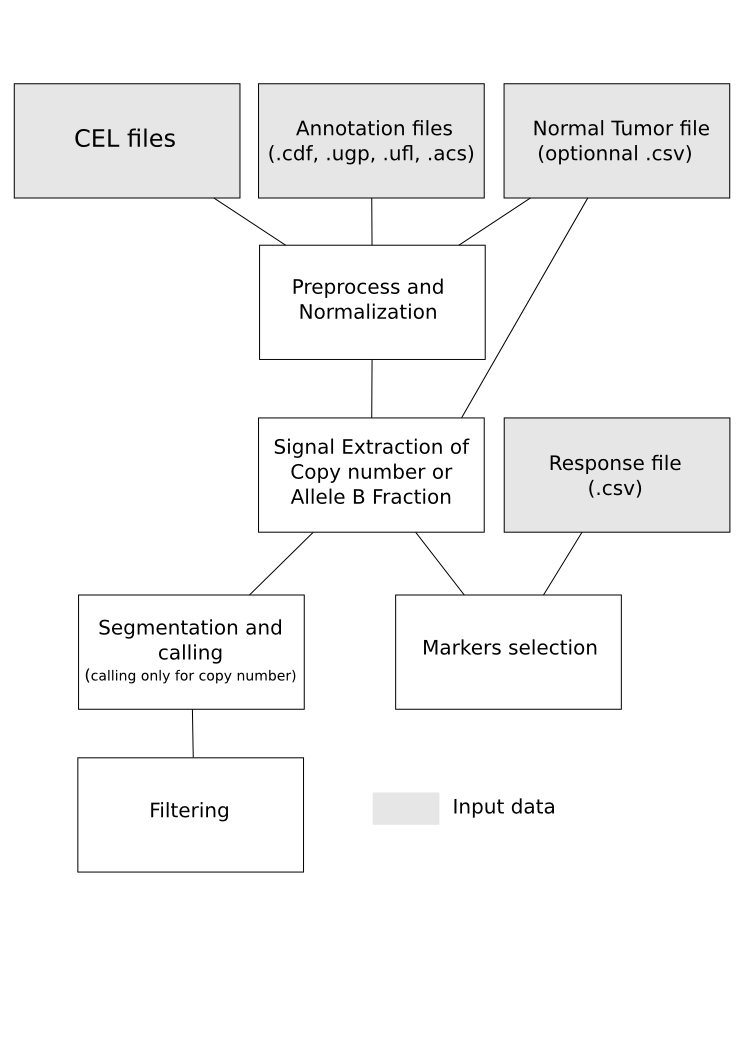 CEL files
Annotation files
(.cdf, .ugp, .ufl, .acs)
Normal Tumor file
(optionnal .csv)
Preprocess and
Normalization
Signal Extraction of
Copy number or
Allele B Fraction
Response file
(.csv)
Segmentation and
calling
(calling only for copy number)
Markers selection
Filtering
Input data